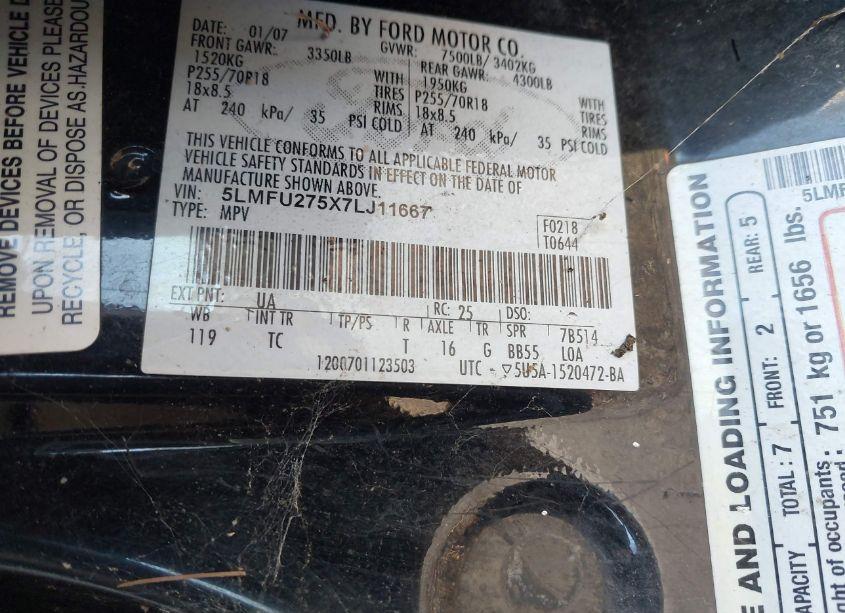 REMOVE DEVICES BEFORE VEHICLE D
UPON REMOVAL OF DEVICES PLEASE
RECYCLE, OR DISPOSE AS HAZARDOU
MFD. BY FORD MOTOR CO.
DATE: 01/07 GVWR: 7500LB/ 3402KG
FRONT GAWR: 3350LB REAR GAWR: 4300LB
1520KG WITH 1950KG WITH
P255/70R18 TIRES P255/70R18 TIRES
18x8.5 RIMS 18x8.5 RIMS
AT 240 kPa/ 35 PSI COLD AT 240 kPa/ 35 PSI COLD
THIS VEHICLE CONFORMS TO ALL APPLICABLE FEDERAL MOTOR
VEHICLE SAFETY STANDARDS IN EFFECT ON THE DATE OF
MANUFACTURE SHOWN ABOVE.
VIN: 5LMFU275X7LJ11667
TYPE: MPV
F0218
T0644
EXT PNT: UA RC: 25 DSO:
WB INT TR TP/PS R AXLE TR SPR 7B514
119 TC T 16 G BB55 LOA
1200701123503 UTC - ▽5U5A-1520472-BA
5LMF
E AND LOADING INFORMATION
APACITY TOTAL : 7 FRONT: 2 REAR: 5
ght of occupants : 751 kg or 1656 lbs.